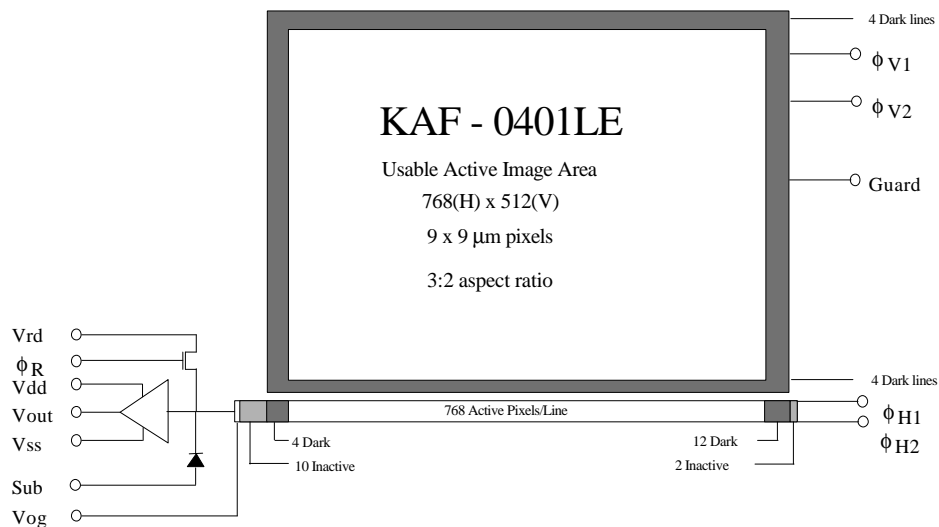 4 Dark lines
ϕV1
KAF - 0401LE
ϕV2
Usable Active Image Area
Guard
768(H) x 512(V)
9 x 9 μm pixels
3:2 aspect ratio
Vrd
ϕR
Vdd
4 Dark lines
Vout
768 Active Pixels/Line
ϕH1
Vss
4 Dark
12 Dark
ϕH2
10 Inactive
2 Inactive
Sub
Vog